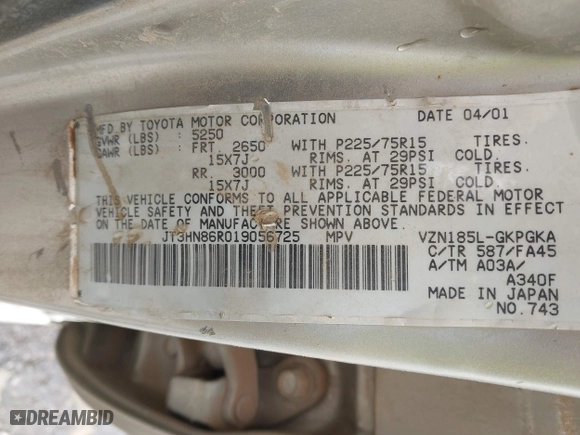 MFD BY TOYOTA MOTOR CORPORATION DATE 04/01
GVWR (LBS) : 5250
GAWR (LBS) : FRT. 2650 WITH P225/75R15 TIRES.
15X7J RIMS. AT 29PSI COLD.
RR. 3000 WITH P225/75R15 TIRES.
15X7J RIMS. AT 29PSI COLD.
THIS VEHICLE CONFORMS TO ALL APPLICABLE FEDERAL MOTOR
VEHICLE SAFETY AND THEFT PREVENTION STANDARDS IN EFFECT
ON THE DATE OF MANUFACTURE SHOWN ABOVE.
JT3HN86R019056725 MPV VZN185L-GKPGKA
C/TR 587/FA45
A/TM A03A/
A340F
MADE IN JAPAN
NO.743
DREAMBID